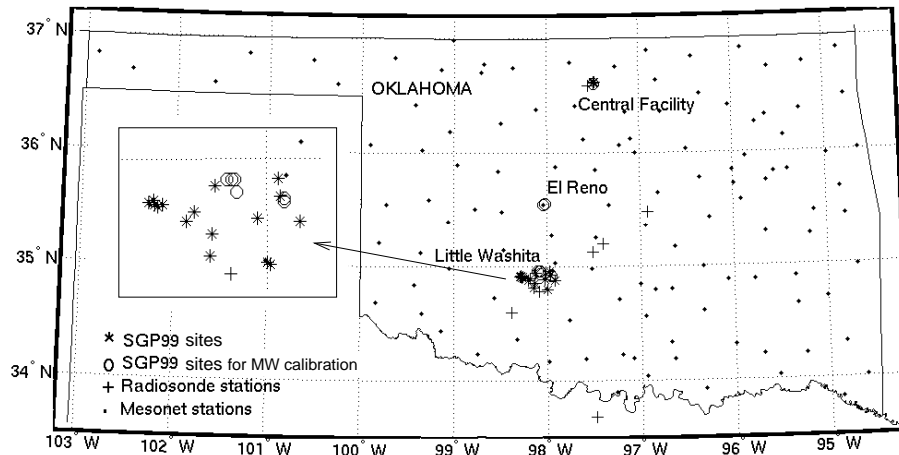 37° N
OKLAHOMA
Central Facility
36° N
El Reno
35° N
Little Washita
* SGP99 sites
O SGP99 sites for MW calibration
+ Radiosonde stations
. Mesonet stations
34° N
103° W 102° W 101° W 100° W 99° W 98° W 97° W 96° W 95° W